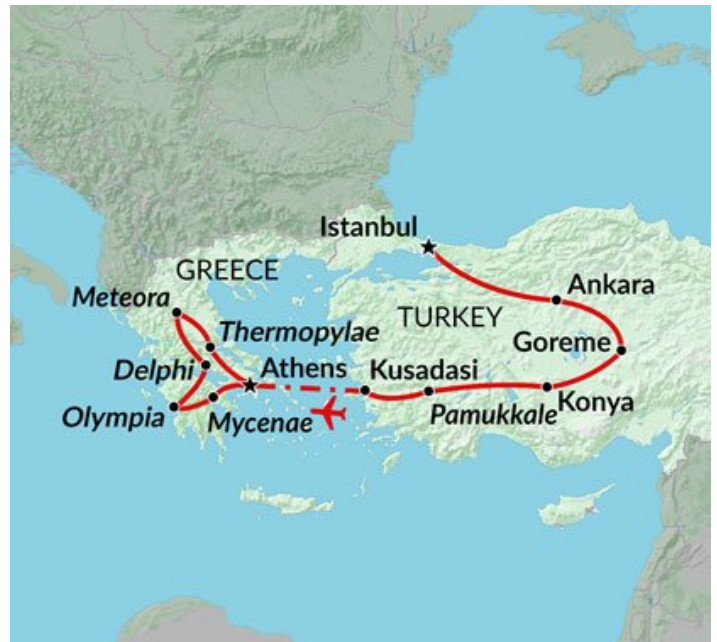 Istanbul
GREECE
Ankara
Meteora
TURKEY
Thermopylae
Goreme
Delphi
Athens
Kusadasi
Olympia
Mycenae
Pamukkale
Konya